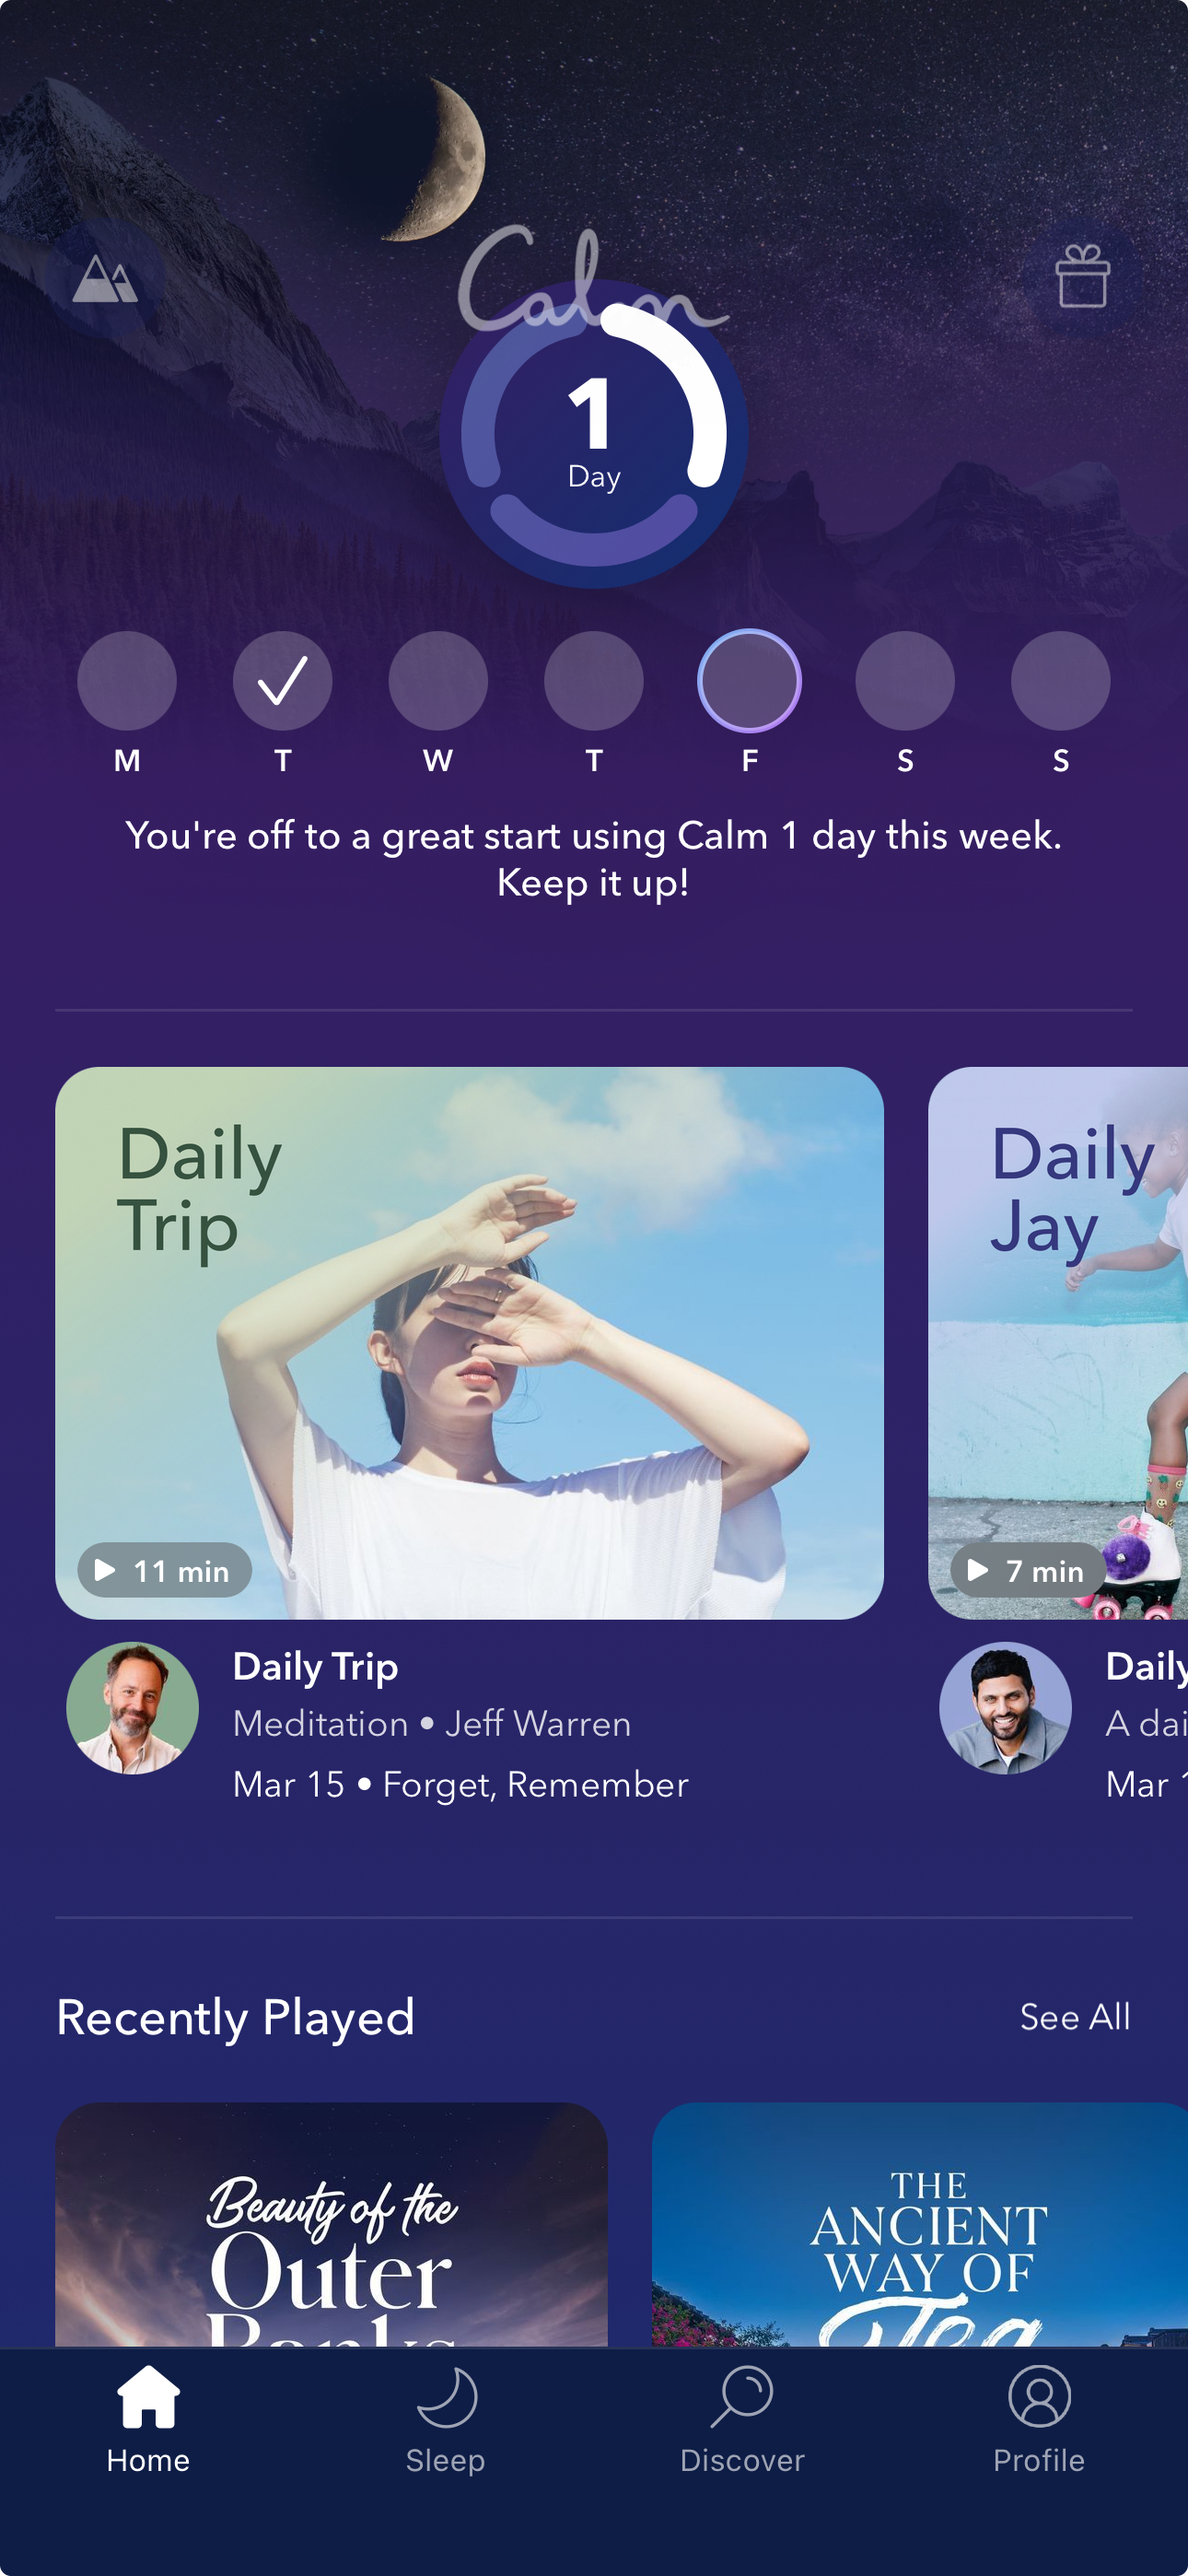 Calm
1
Day
M T W T F S S
You're off to a great start using Calm 1 day this week.
Keep it up!
Daily
Trip
11 min
Daily Trip
Meditation • Jeff Warren
Mar 15 • Forget, Remember
Daily
Jay
7 min
Daily
A dai
Mar 1
Recently Played
See All
Beauty of the
Outer
Banks
THE
ANCIENT
WAY OF
Tea
Home
Sleep
Discover
Profile